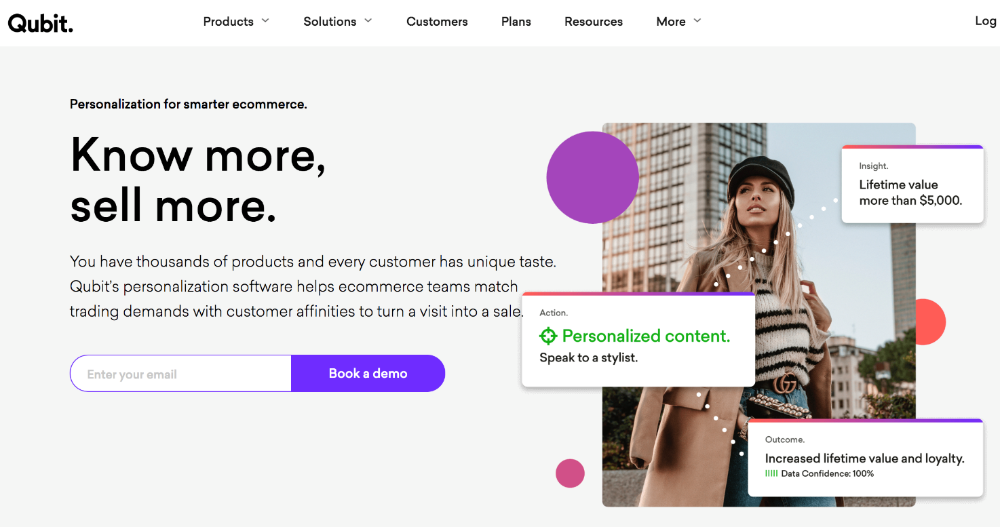 Qubit.
Products
Solutions
Customers
Plans
Resources
More
Log
Personalization for smarter ecommerce.
Know more,
sell more.
You have thousands of products and every customer has unique taste.
Qubit’s personalization software helps ecommerce teams match
trading demands with customer affinities to turn a visit into a sale.
Enter your email
Book a demo
Insight.
Lifetime value
more than $5,000.
Action.
Personalized content.
Speak to a stylist.
Outcome.
Increased lifetime value and loyalty.
Data Confidence: 100%